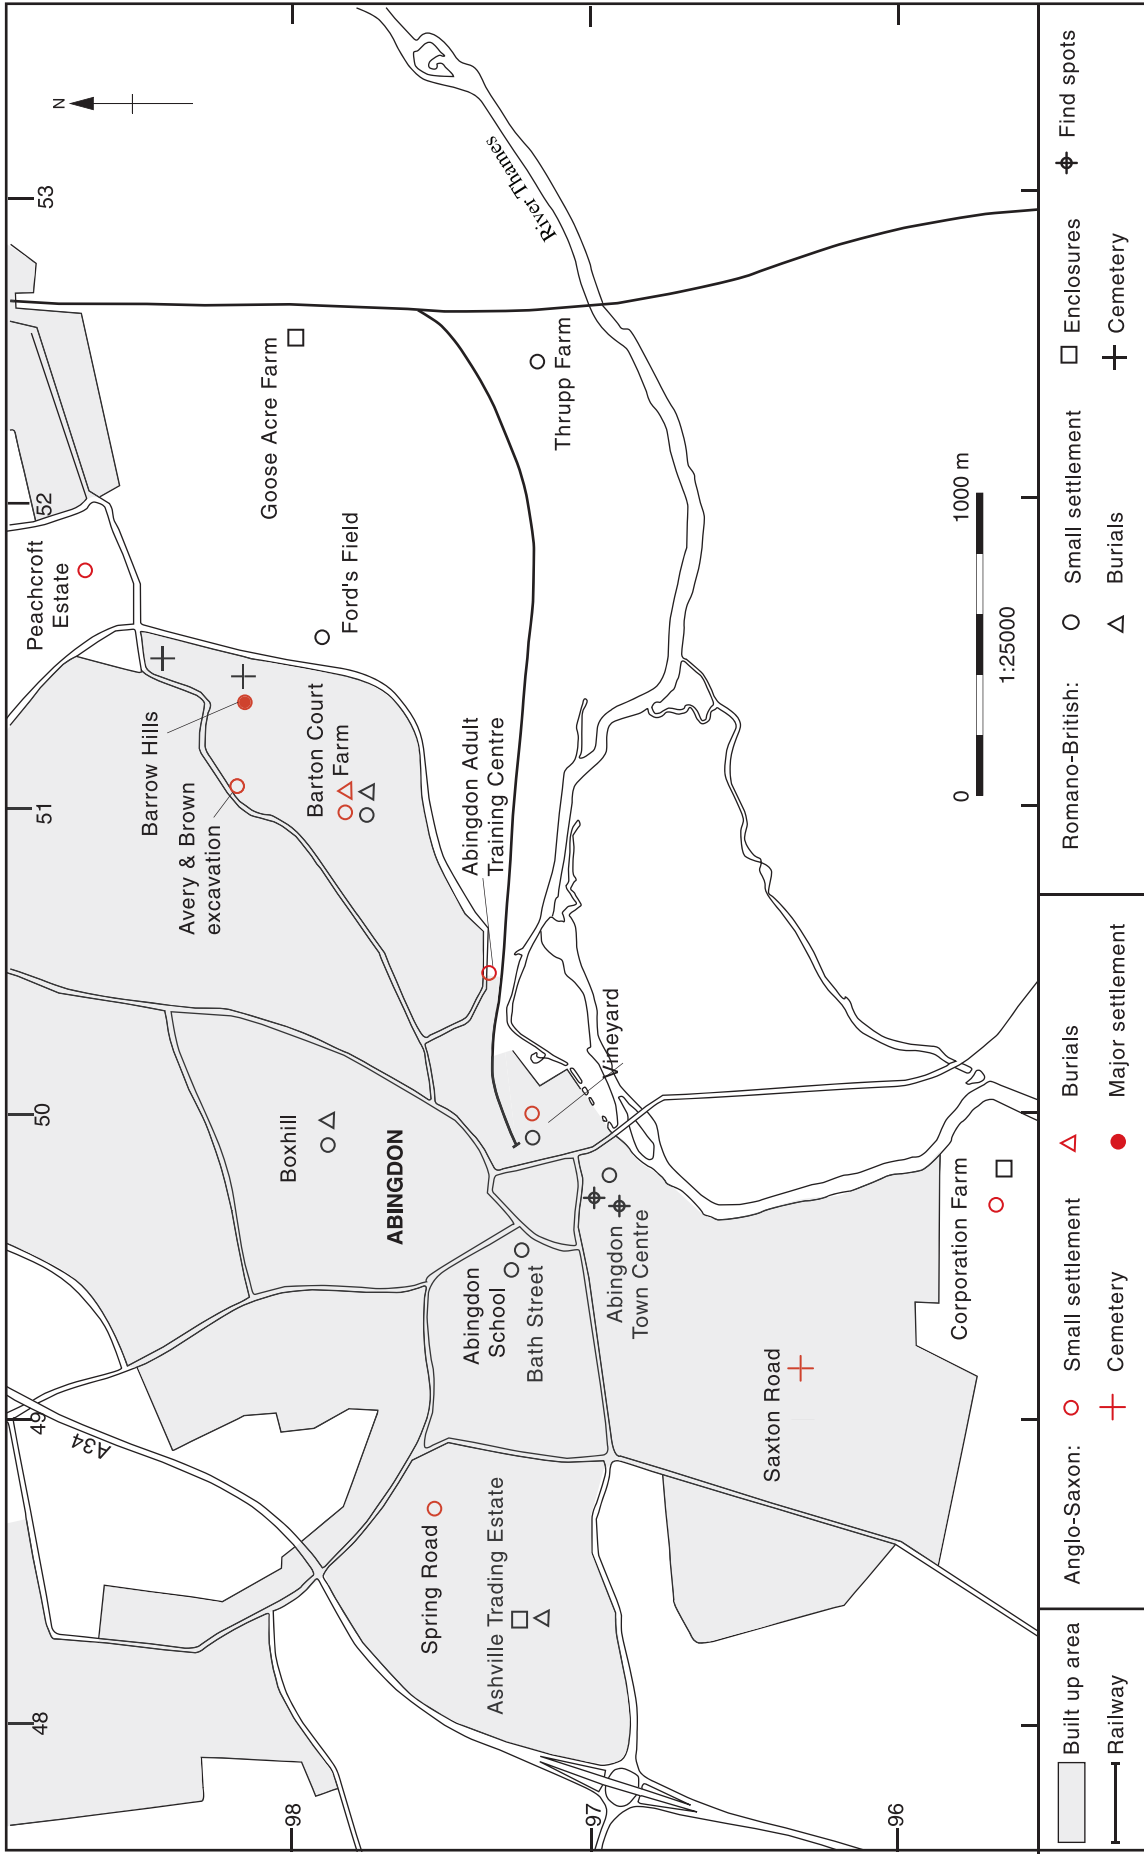 N
48
49
50
51
52
53
98
97
96
A34
Peachcroft
Estate
Barrow Hills
Avery & Brown
excavation
Barton Court
Farm
Ford's Field
Goose Acre Farm
River Thames
Thrupp Farm
Abingdon Adult
Training Centre
Boxhill
ABINGDON
Vineyard
Abingdon
School
Bath Street
Abingdon
Town Centre
Spring Road
Ashville Trading Estate
Saxton Road
Corporation Farm
0
1000 m
1:25000
Built up area
Railway
Anglo-Saxon:
Small settlement
Burials
Cemetery
Major settlement
Romano-British:
Small settlement
Enclosures
Find spots
Burials
Cemetery